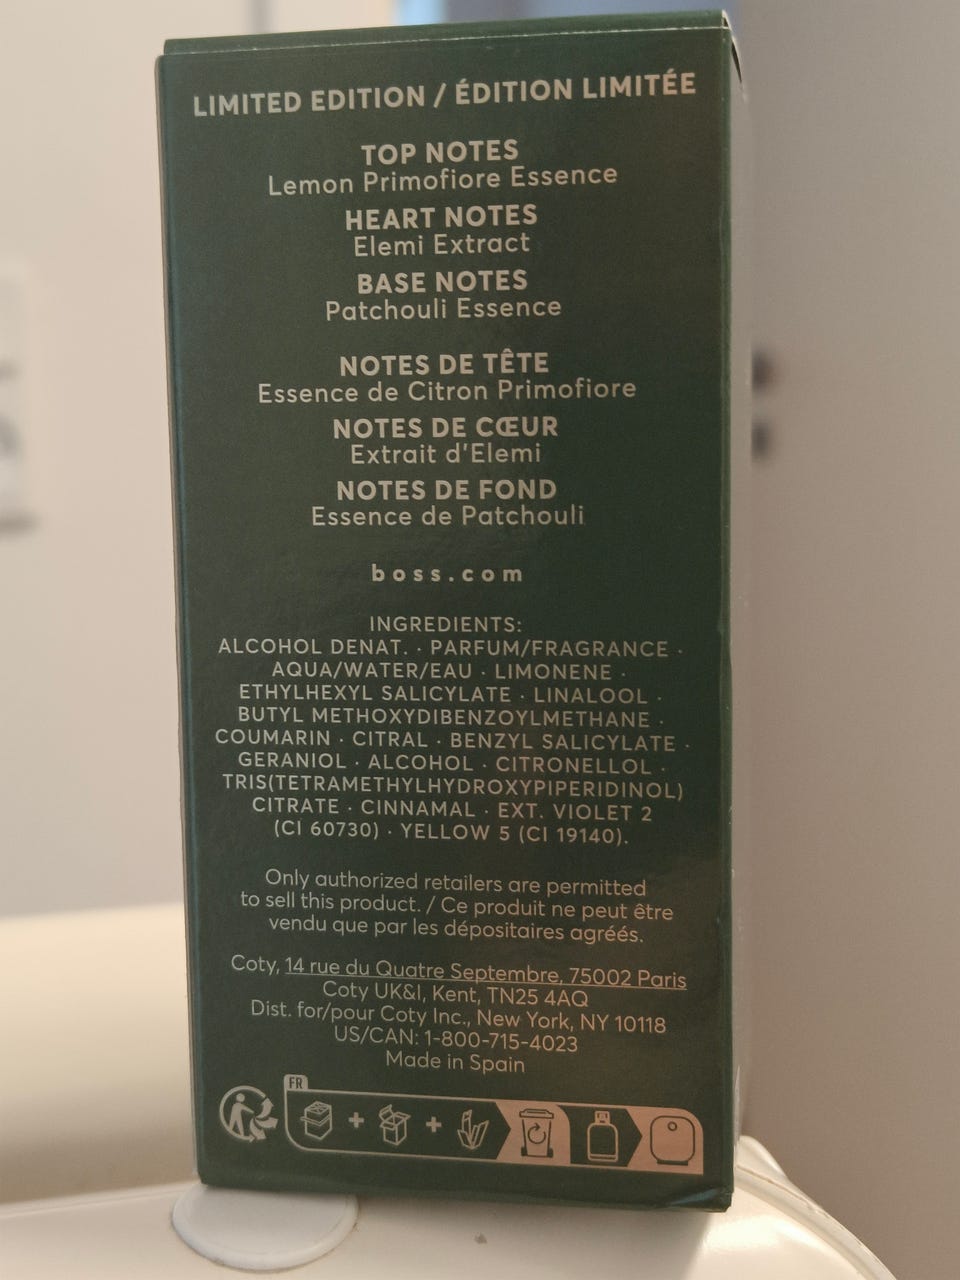 LIMITED EDITION / ÉDITION LIMITÉE
TOP NOTES
Lemon Primofiore Essence
HEART NOTES
Elemi Extract
BASE NOTES
Patchouli Essence
NOTES DE TÊTE
Essence de Citron Primofiore
NOTES DE CŒUR
Extrait d'Elemi
NOTES DE FOND
Essence de Patchouli
boss.com
INGREDIENTS:
ALCOHOL DENAT. · PARFUM/FRAGRANCE ·
AQUA/WATER/EAU · LIMONENE ·
ETHYLHEXYL SALICYLATE · LINALOOL ·
BUTYL METHOXYDIBENZOYLMETHANE ·
COUMARIN · CITRAL · BENZYL SALICYLATE ·
GERANIOL · ALCOHOL · CITRONELLOL ·
TRIS(TETRAMETHYLHYDROXYPIPERIDINOL)
CITRATE · CINNAMAL · EXT. VIOLET 2
(CI 60730) · YELLOW 5 (CI 19140).
Only authorized retailers are permitted
to sell this product. / Ce produit ne peut être
vendu que par les dépositaires agréés.
Coty, 14 rue du Quatre Septembre, 75002 Paris
Coty UK&I, Kent, TN25 4AQ
Dist. for/pour Coty Inc., New York, NY 10118
US/CAN: 1-800-715-4023
Made in Spain
FR